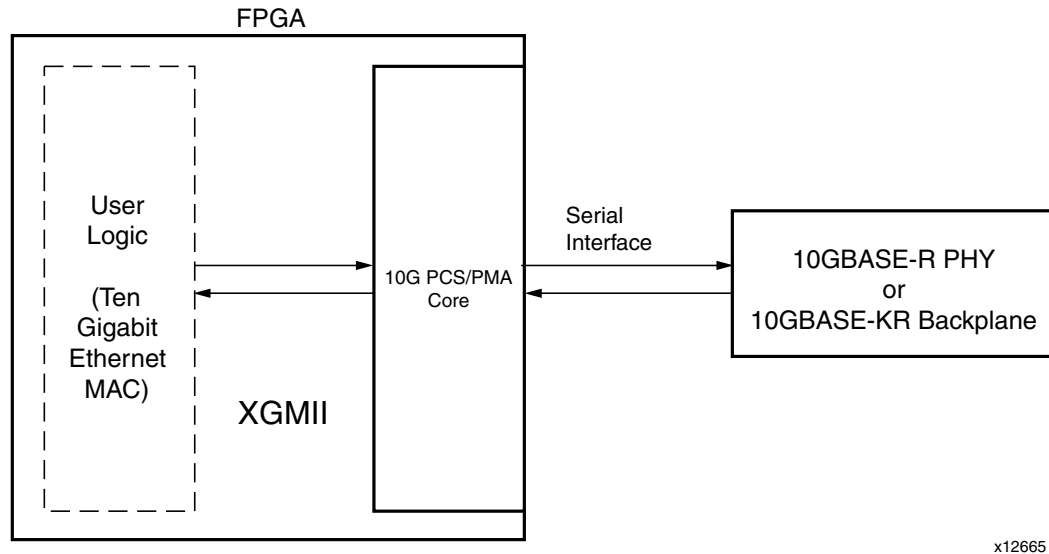 FPGA
User
Logic
(Ten
Gigabit
Ethernet
MAC)
XGMII
10G PCS/PMA
Core
Serial
Interface
10GBASE-R PHY
or
10GBASE-KR Backplane
x12665